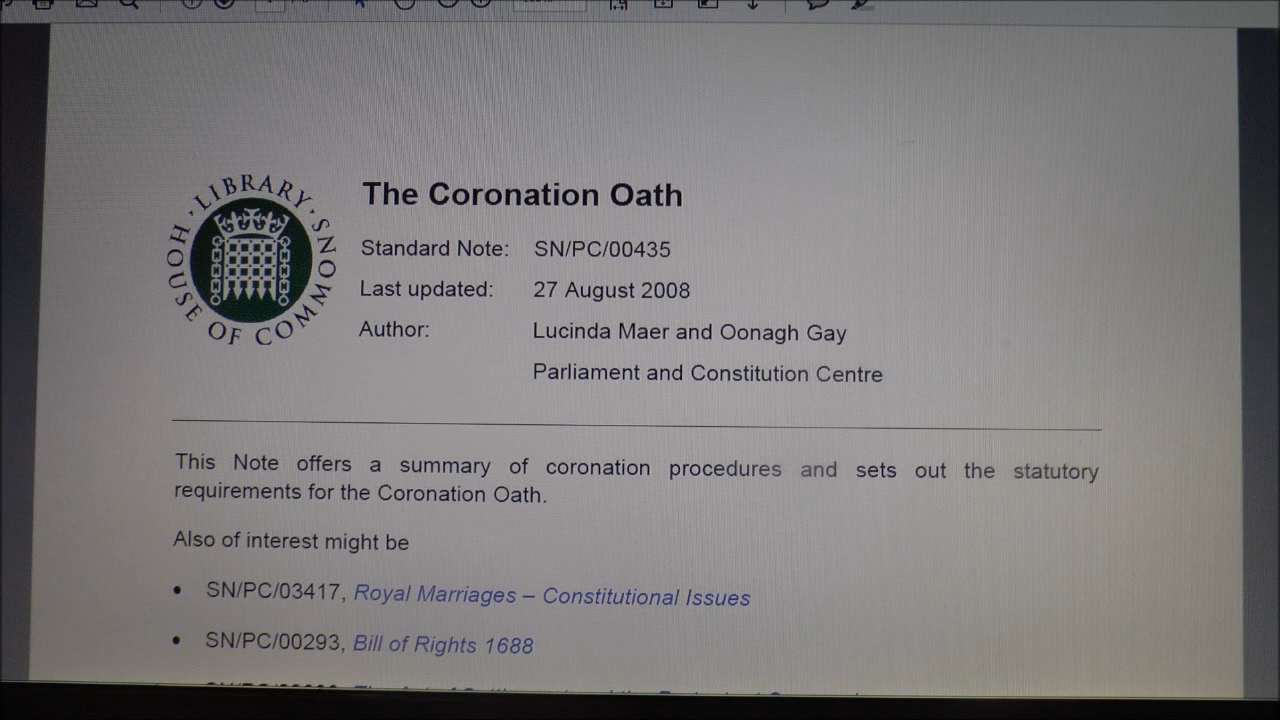 HOUSE OF COMMONS · LIBRARY ·
The Coronation Oath
Standard Note: SN/PC/00435
Last updated: 27 August 2008
Author: Lucinda Maer and Oonagh Gay
Parliament and Constitution Centre
This Note offers a summary of coronation procedures and sets out the statutory
requirements for the Coronation Oath.
Also of interest might be
• SN/PC/03417, Royal Marriages – Constitutional Issues
• SN/PC/00293, Bill of Rights 1688